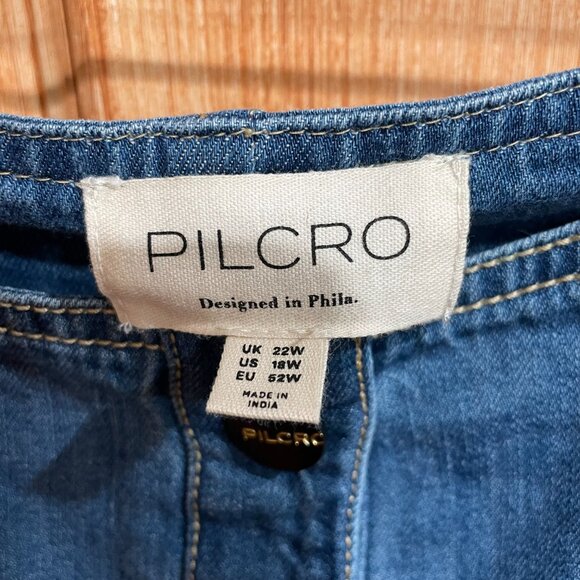 PILCRO
Designed in Phila.
UK 22W
US 18W
EU 52W
MADE IN
INDIA
PILCRO